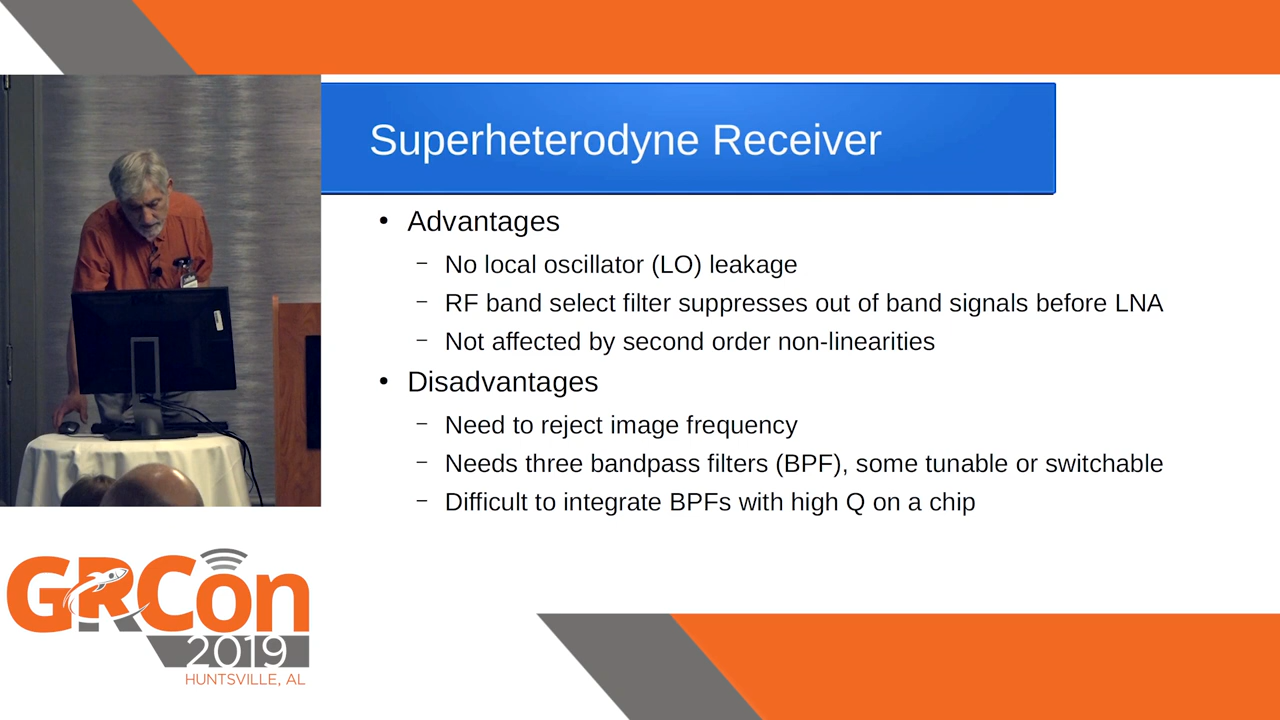 Superheterodyne Receiver
• Advantages
– No local oscillator (LO) leakage
– RF band select filter suppresses out of band signals before LNA
– Not affected by second order non-linearities
• Disadvantages
– Need to reject image frequency
– Needs three bandpass filters (BPF), some tunable or switchable
– Difficult to integrate BPFs with high Q on a chip
GRCon
2019
HUNTSVILLE, AL